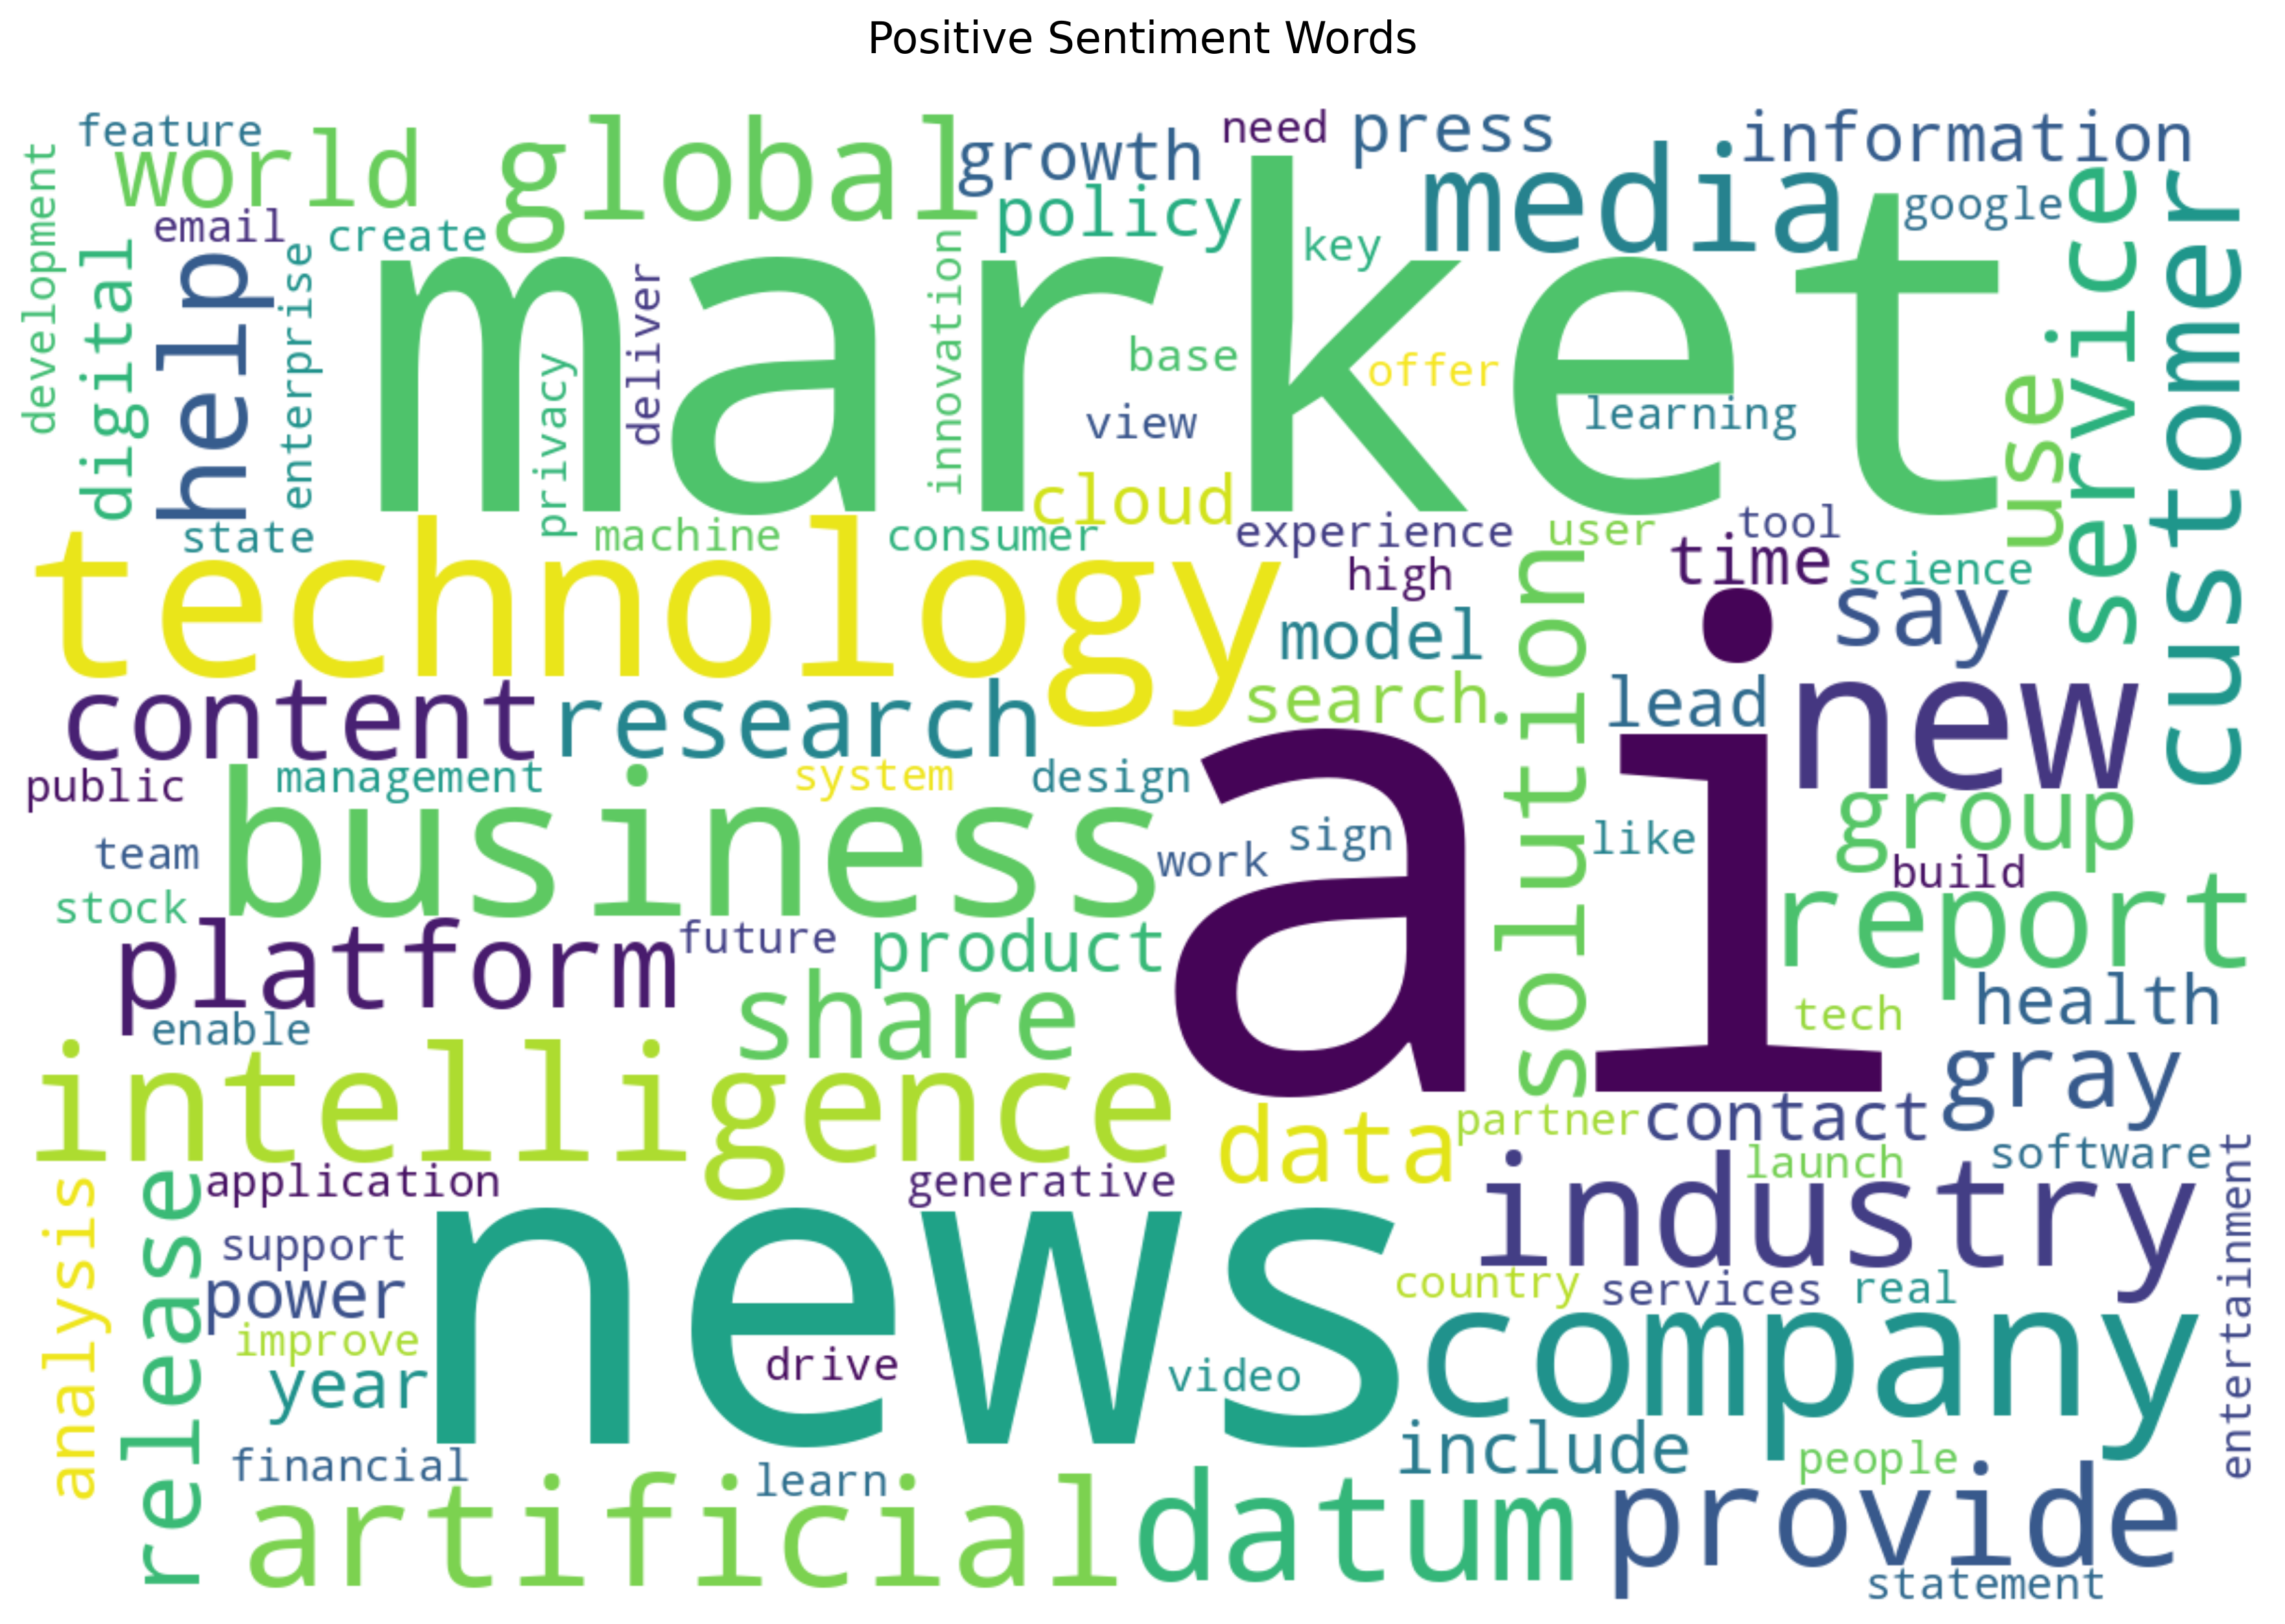 Positive Sentiment Words
feature
world
global
growth
need
press
information
development
digital
email
help
enterprise
create
policy
key
media
google
service
customer
market
privacy
deliver
innovation
base
view
offer
learning
use
cloud
state
machine
consumer
experience
user
tool
high
time
science
technology
model
solution
say
content
research
search
lead
new
public
management
system
design
business
team
work
sign
ai
like
group
build
stock
report
platform
future
product
share
health
tech
enable
intelligence
gray
data
partner
contact
launch
software
analysis
release
application
generative
industry
entertainment
support
news
power
country
services
real
improve
year
drive
video
company
financial
learn
include
people
artificial
datum
provide
statement